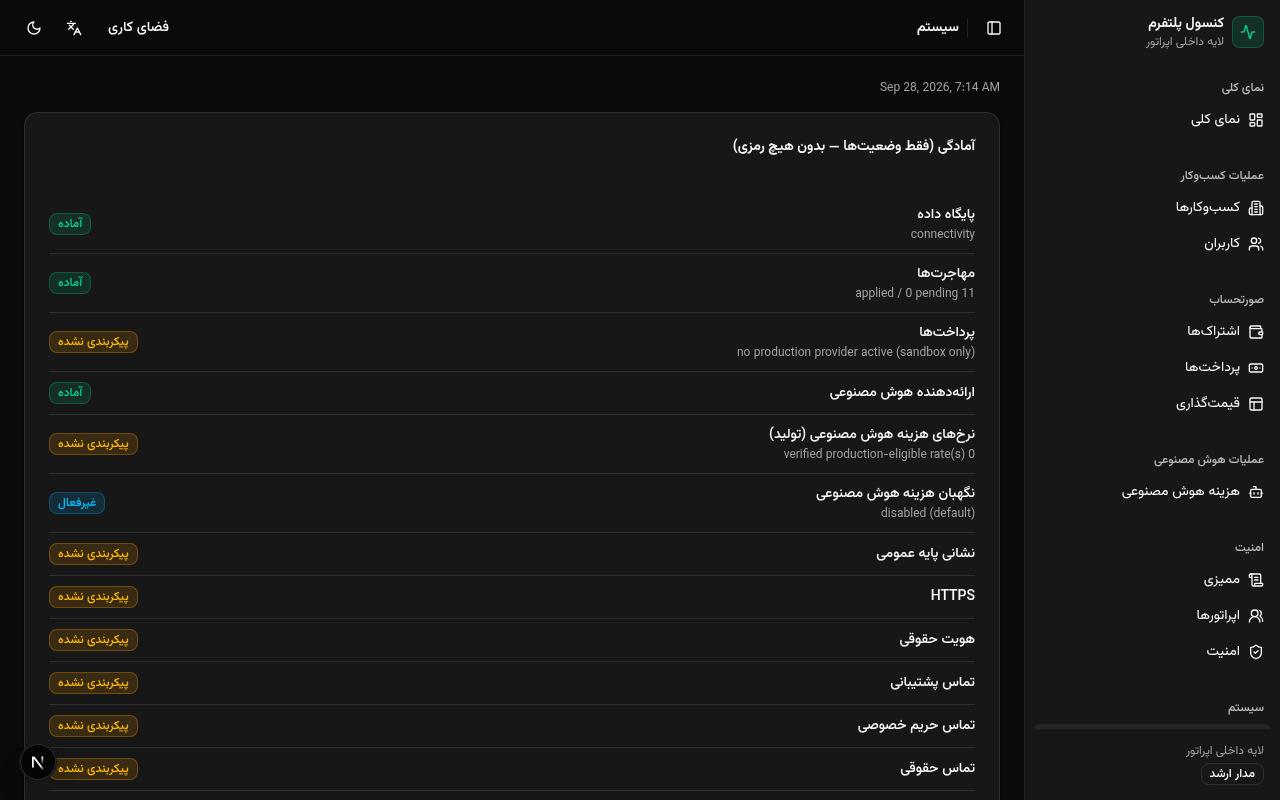 کنسول پلتفرم
لایه داخلی اپراتور
نمای کلی
نمای کلی
عملیات کسب‌وکار
کسب‌وکارها
کاربران
صورتحساب
اشتراک‌ها
پرداخت‌ها
قیمت‌گذاری
عملیات هوش مصنوعی
هزینه هوش مصنوعی
امنیت
ممیزی
اپراتورها
امنیت
سیستم
لایه داخلی اپراتور
مدار ارشد
سیستم
فضای کاری
Sep 28, 2026, 7:14 AM
آمادگی (فقط وضعیت‌ها — بدون هیچ رمزی)
پایگاه داده
connectivity
آماده
مهاجرت‌ها
applied / 0 pending 11
آماده
پرداخت‌ها
no production provider active (sandbox only)
پیکربندی نشده
ارائه‌دهنده هوش مصنوعی
آماده
نرخ‌های هزینه هوش مصنوعی (تولید)
verified production-eligible rate(s) 0
پیکربندی نشده
نگهبان هزینه هوش مصنوعی
disabled (default)
غیرفعال
نشانی پایه عمومی
پیکربندی نشده
HTTPS
پیکربندی نشده
هویت حقوقی
پیکربندی نشده
تماس پشتیبانی
پیکربندی نشده
تماس حریم خصوصی
پیکربندی نشده
تماس حقوقی
پیکربندی نشده
N